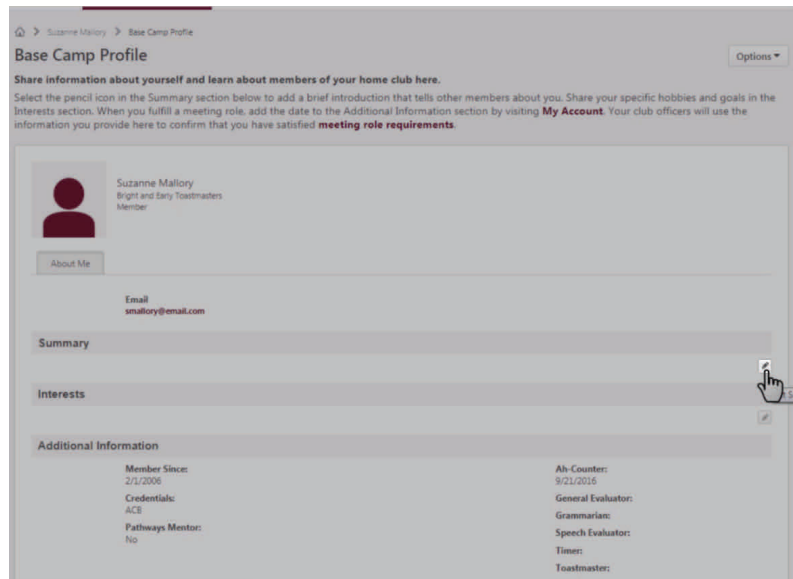 Suzanne Mallory > Base Camp Profile
Base Camp Profile
Options
Share information about yourself and learn about members of your home club here.
Select the pencil icon in the Summary section below to add a brief introduction that tells other members about you. Share your specific hobbies and goals in the
Interests section. When you fulfill a meeting role, add the date to the Additional Information section by visiting My Account. Your club officers will use the
information you provide here to confirm that you have satisfied meeting role requirements.
Suzanne Mallory
Bright and Early Toastmasters
Member
About Me
Email
smallory@email.com
Summary
Interests
Additional Information
Member Since:
2/1/2006
Credentials:
ACB
Pathways Mentor:
No
Ah-Counter:
9/21/2016
General Evaluator:
Grammarian:
Speech Evaluator:
Timer:
Toastmaster: